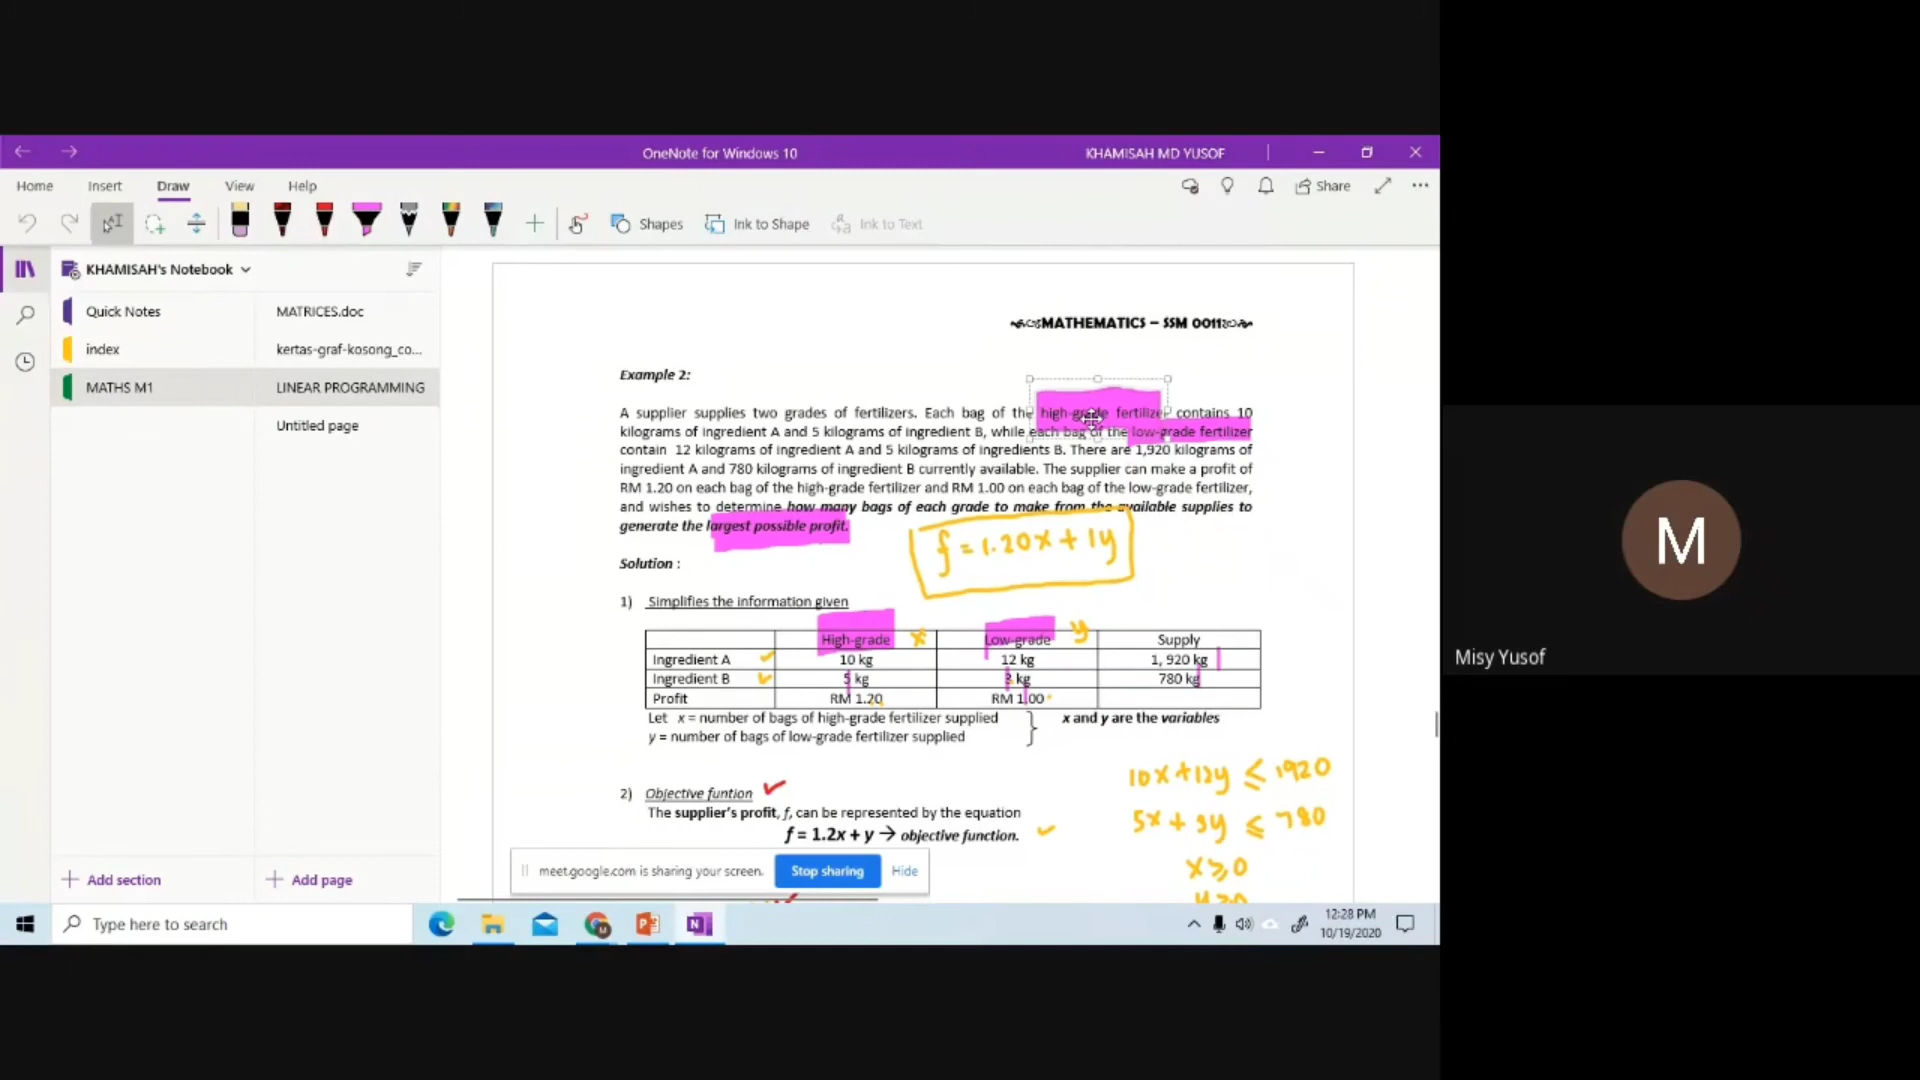 OneNote for Windows 10
KHAMISAH MD YUSOF
Home Insert Draw View Help
Share
Shapes Ink to Shape Ink to Text
KHAMISAH's Notebook
Quick Notes
index
MATHS M1
MATRICES.doc
kertas-graf-kosong_co...
LINEAR PROGRAMMING
Untitled page
Add section
Add page
MATHEMATICS – SSM 0011
Example 2:
A supplier supplies two grades of fertilizers. Each bag of the high-grade fertilizer contains 10
kilograms of ingredient A and 5 kilograms of ingredient B, while each bag of the low-grade fertilizer
contain 12 kilograms of ingredient A and 5 kilograms of ingredients B. There are 1,920 kilograms of
ingredient A and 780 kilograms of ingredient B currently available. The supplier can make a profit of
RM 1.20 on each bag of the high-grade fertilizer and RM 1.00 on each bag of the low-grade fertilizer,
and wishes to determine how many bags of each grade to make from the available supplies to
generate the largest possible profit.
f = 1.20x + 1y
Solution :
1) Simplifies the information given
High-grade x Low-grade y Supply
Ingredient A 10 kg 12 kg 1, 920 kg
Ingredient B 5 kg 3 kg 780 kg
Profit RM 1.20 RM 1.00
Let x = number of bags of high-grade fertilizer supplied
y = number of bags of low-grade fertilizer supplied
} x and y are the variables
2) Objective funtion
The supplier's profit, f, can be represented by the equation
f = 1.2x + y → objective function.
10x + 12y ≤ 1920
5x + 3y ≤ 780
x ≥ 0
y ≥ 0
meet.google.com is sharing your screen.
Stop sharing
Hide
Type here to search
12:28 PM
10/19/2020
M
Misy Yusof